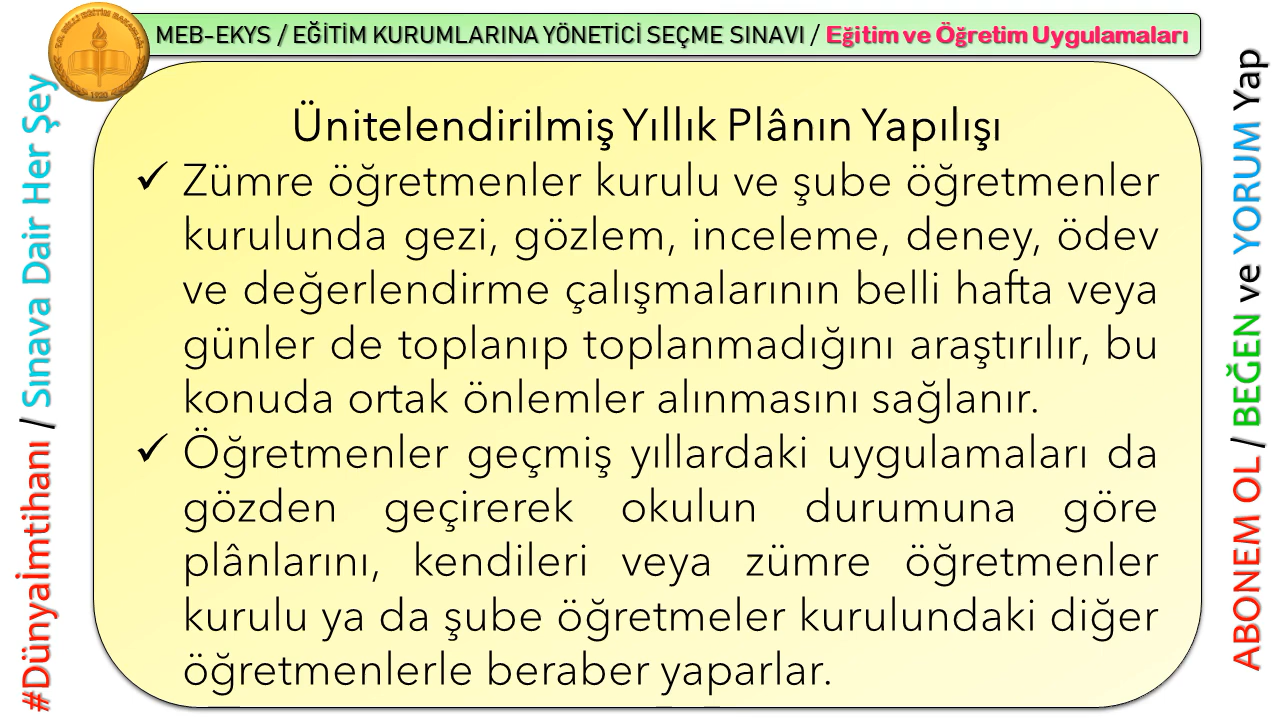 MEB-EKYS / EĞİTİM KURUMLARINA YÖNETİCİ SEÇME SINAVI / Eğitim ve Öğretim Uygulamaları
#Dünyaİmtihanı / Sınava Dair Her Şey
Ünitelendirilmiş Yıllık Plânın Yapılışı
✓ Zümre öğretmenler kurulu ve şube öğretmenler
kurulunda gezi, gözlem, inceleme, deney, ödev
ve değerlendirme çalışmalarının belli hafta veya
günler de toplanıp toplanmadığını araştırılır, bu
konuda ortak önlemler alınmasını sağlanır.
✓ Öğretmenler geçmiş yıllardaki uygulamaları da
gözden geçirerek okulun durumuna göre
plânlarını, kendileri veya zümre öğretmenler
kurulu ya da şube öğretmeler kurulundaki diğer
öğretmenlerle beraber yaparlar.
ABONEM OL / BEĞEN ve YORUM Yap